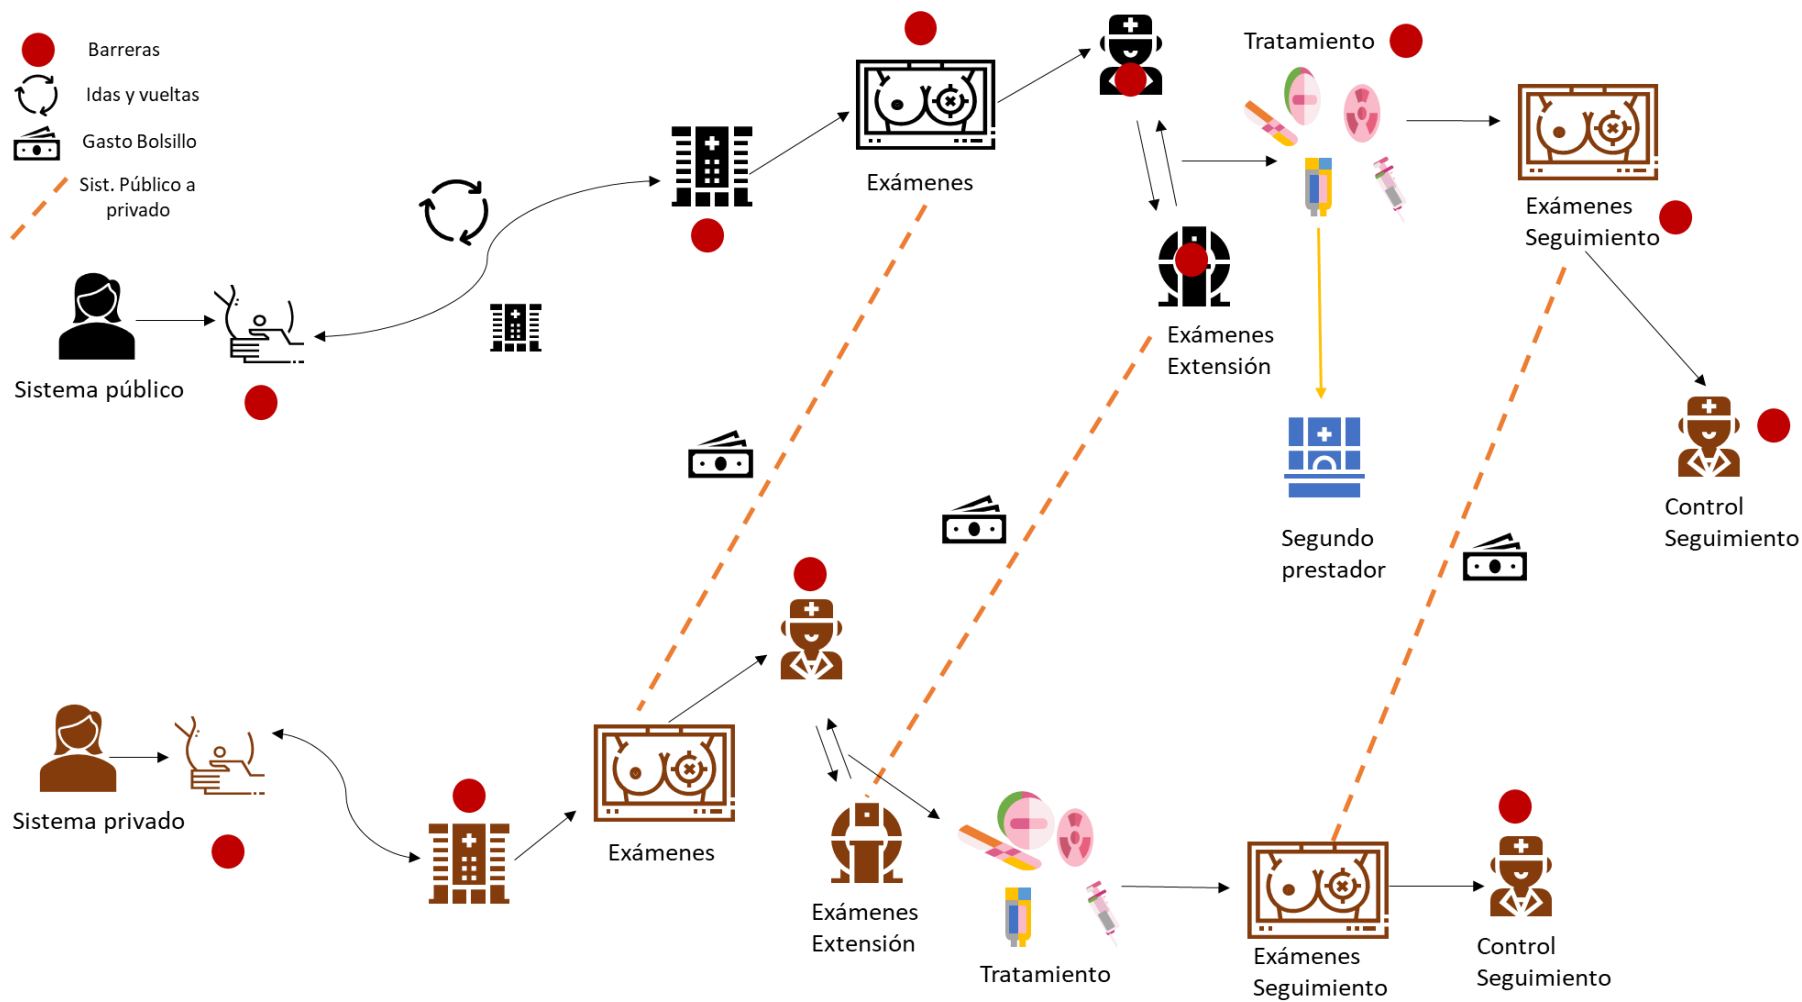 Barreras
Idas y vueltas
Gasto Bolsillo
Sist. Público a
privado
Sistema público
Exámenes
Tratamiento
Exámenes
Seguimiento
Exámenes
Extensión
Segundo
prestador
Control
Seguimiento
Sistema privado
Exámenes
Exámenes
Extensión
Tratamiento
Exámenes
Seguimiento
Control
Seguimiento